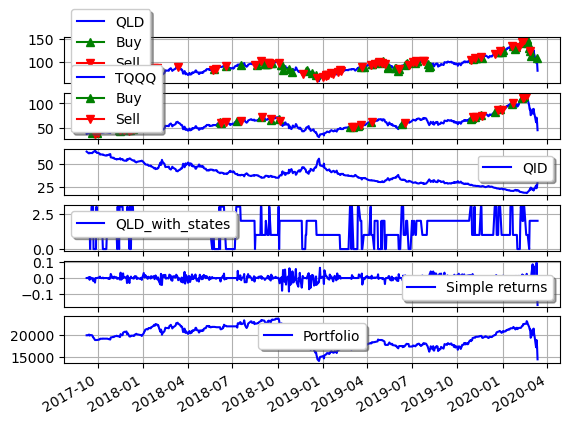 QLD
Buy
Sell
150
100
TQQQ
Buy
Sell
100
50
QID
50
25
QLD_with_states
2.5
0.0
Simple returns
0.1
0.0
−0.1
Portfolio
20000
15000
2017-10
2018-01
2018-04
2018-07
2018-10
2019-01
2019-04
2019-07
2019-10
2020-01
2020-04